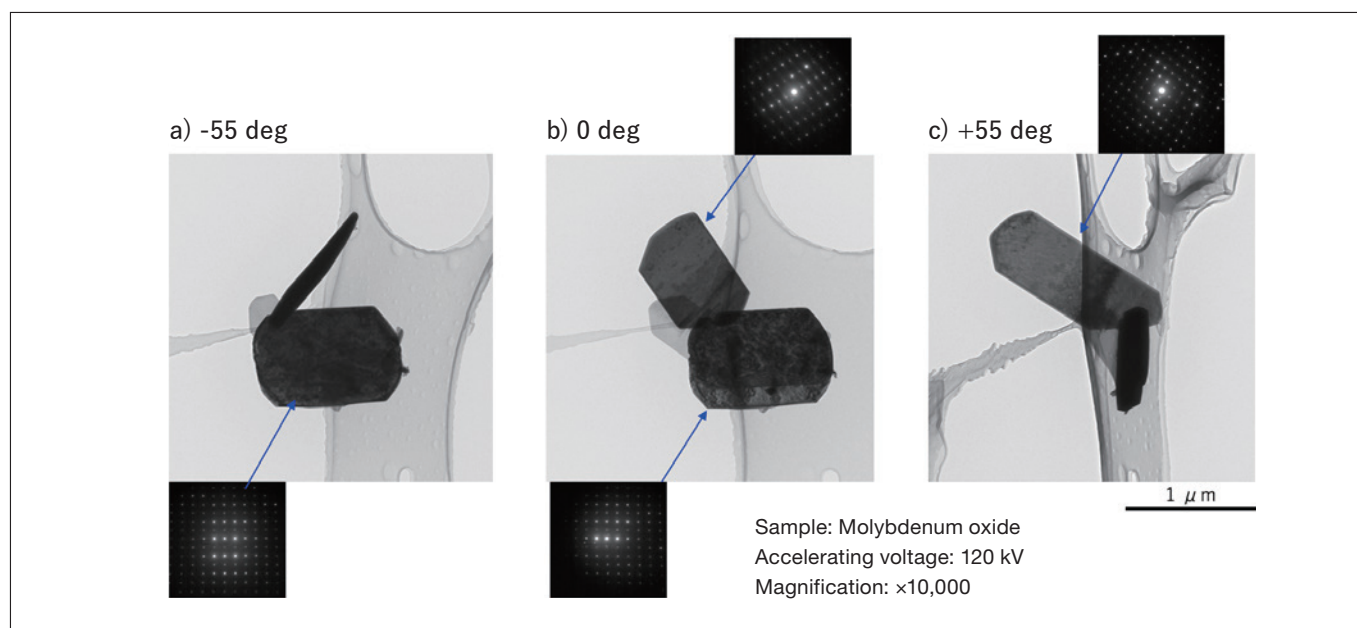 a) -55 deg
b) 0 deg
c) +55 deg
1 μm
Sample: Molybdenum oxide
Accelerating voltage: 120 kV
Magnification: ×10,000